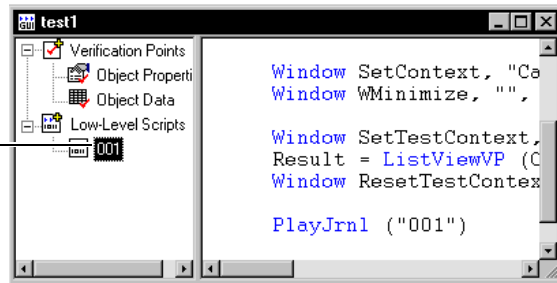 test1
Verification Points
Object Properti
Object Data
Low-Level Scripts
001
Window SetContext, "Ca
Window WMinimize, "",
Window SetTestContext,
Result = ListViewVP (C
Window ResetTestContex
PlayJrnl ("001")